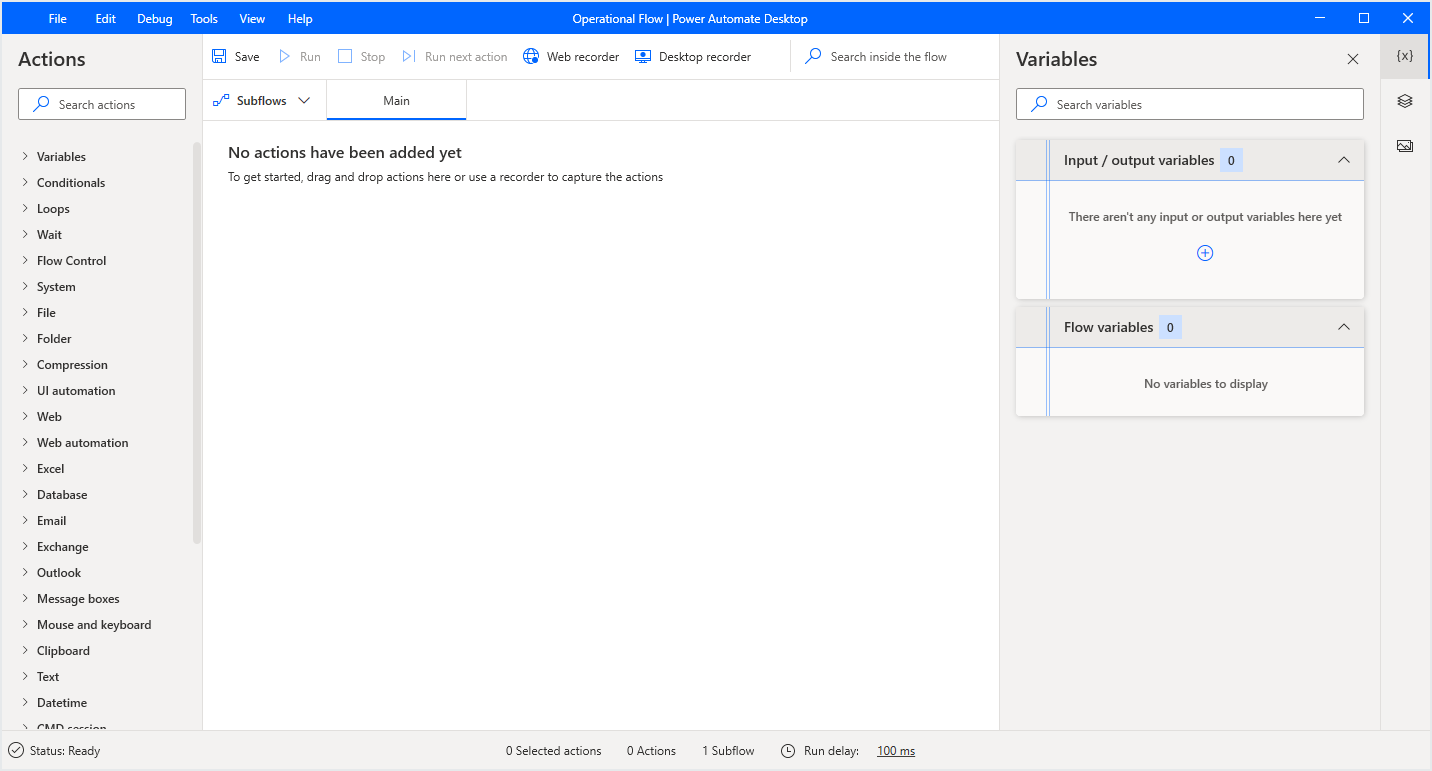 File Edit Debug Tools View Help Operational Flow | Power Automate Desktop
Actions
Search actions
Variables
Conditionals
Loops
Wait
Flow Control
System
File
Folder
Compression
UI automation
Web
Web automation
Excel
Database
Email
Exchange
Outlook
Message boxes
Mouse and keyboard
Clipboard
Text
Datetime
CMD session
Save Run Stop Run next action Web recorder Desktop recorder Search inside the flow
Subflows Main
No actions have been added yet
To get started, drag and drop actions here or use a recorder to capture the actions
Variables
{x}
Search variables
Input / output variables 0
There aren't any input or output variables here yet
Flow variables 0
No variables to display
Status: Ready 0 Selected actions 0 Actions 1 Subflow Run delay: 100 ms